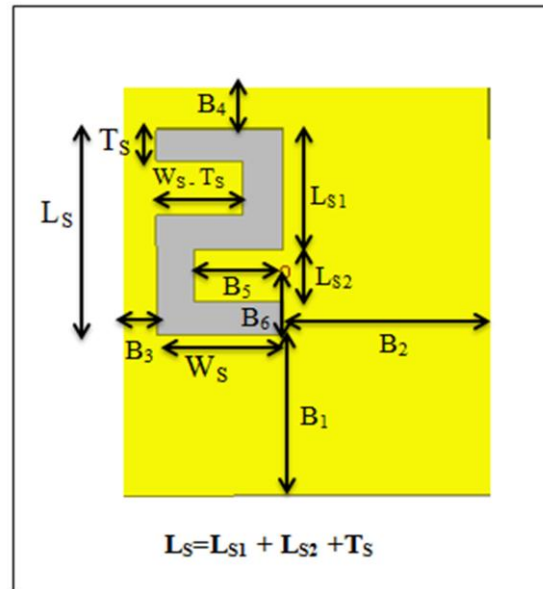 B₄
Tₛ
Wₛ - Tₛ
Lₛ
Lₛ₁
B₅
Lₛ₂
B₆
B₃
Wₛ
B₂
B₁
Lₛ=Lₛ₁ + Lₛ₂ +Tₛ